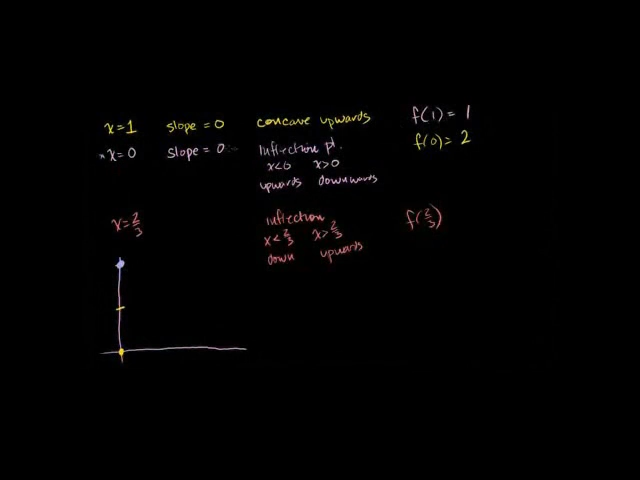 x=1 slope = 0 concave upwards f(1) = 1
x=0 slope = 0 Inflection pt. f(0) = 2
x<0 x>0
upwards downwards
x=2/3 inflection f(2/3)
x<2/3 x>2/3
down upwards